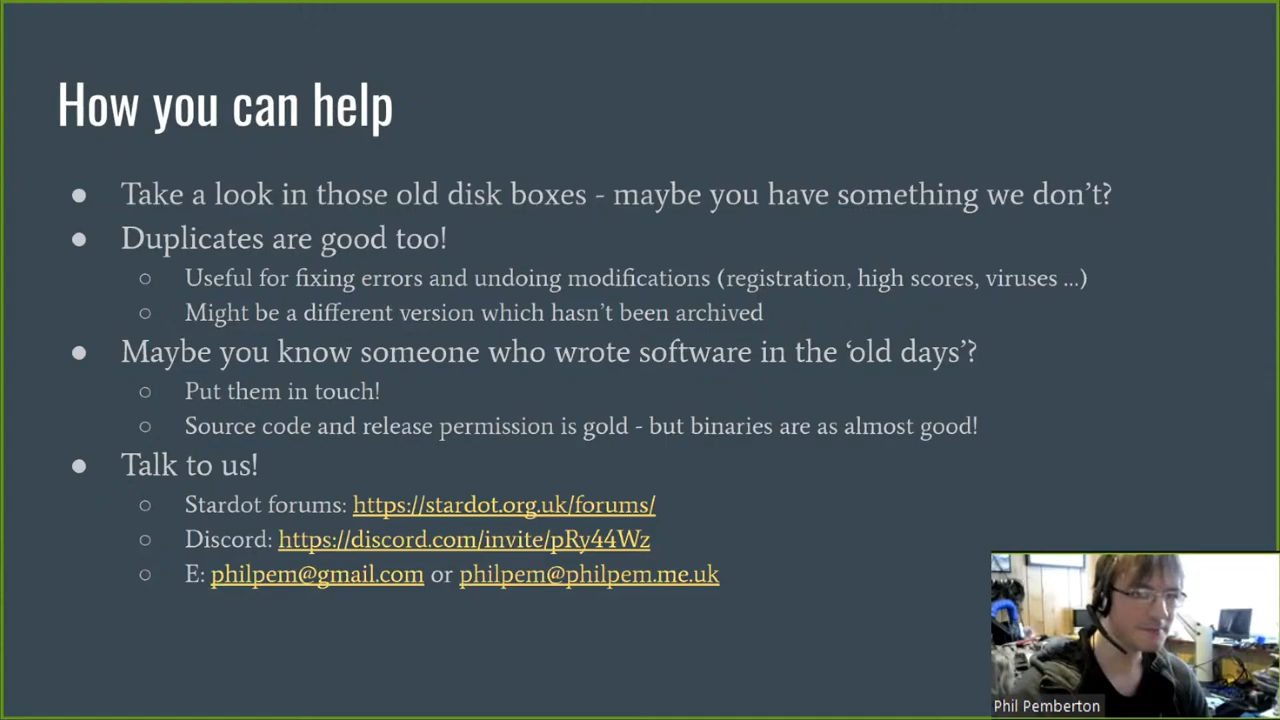 How you can help
● Take a look in those old disk boxes - maybe you have something we don’t?
● Duplicates are good too!
○ Useful for fixing errors and undoing modifications (registration, high scores, viruses ...)
○ Might be a different version which hasn’t been archived
● Maybe you know someone who wrote software in the ‘old days’?
○ Put them in touch!
○ Source code and release permission is gold - but binaries are as almost good!
● Talk to us!
○ Stardot forums: https://stardot.org.uk/forums/
○ Discord: https://discord.com/invite/pRy44Wz
○ E: philpem@gmail.com or philpem@philpem.me.uk
Phil Pemberton